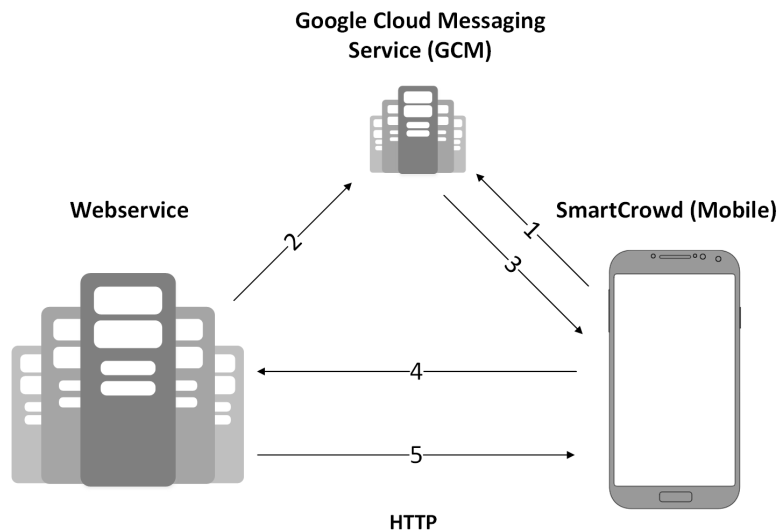 Google Cloud Messaging
Service (GCM)
Webservice
SmartCrowd (Mobile)
1
2
3
4
5
HTTP